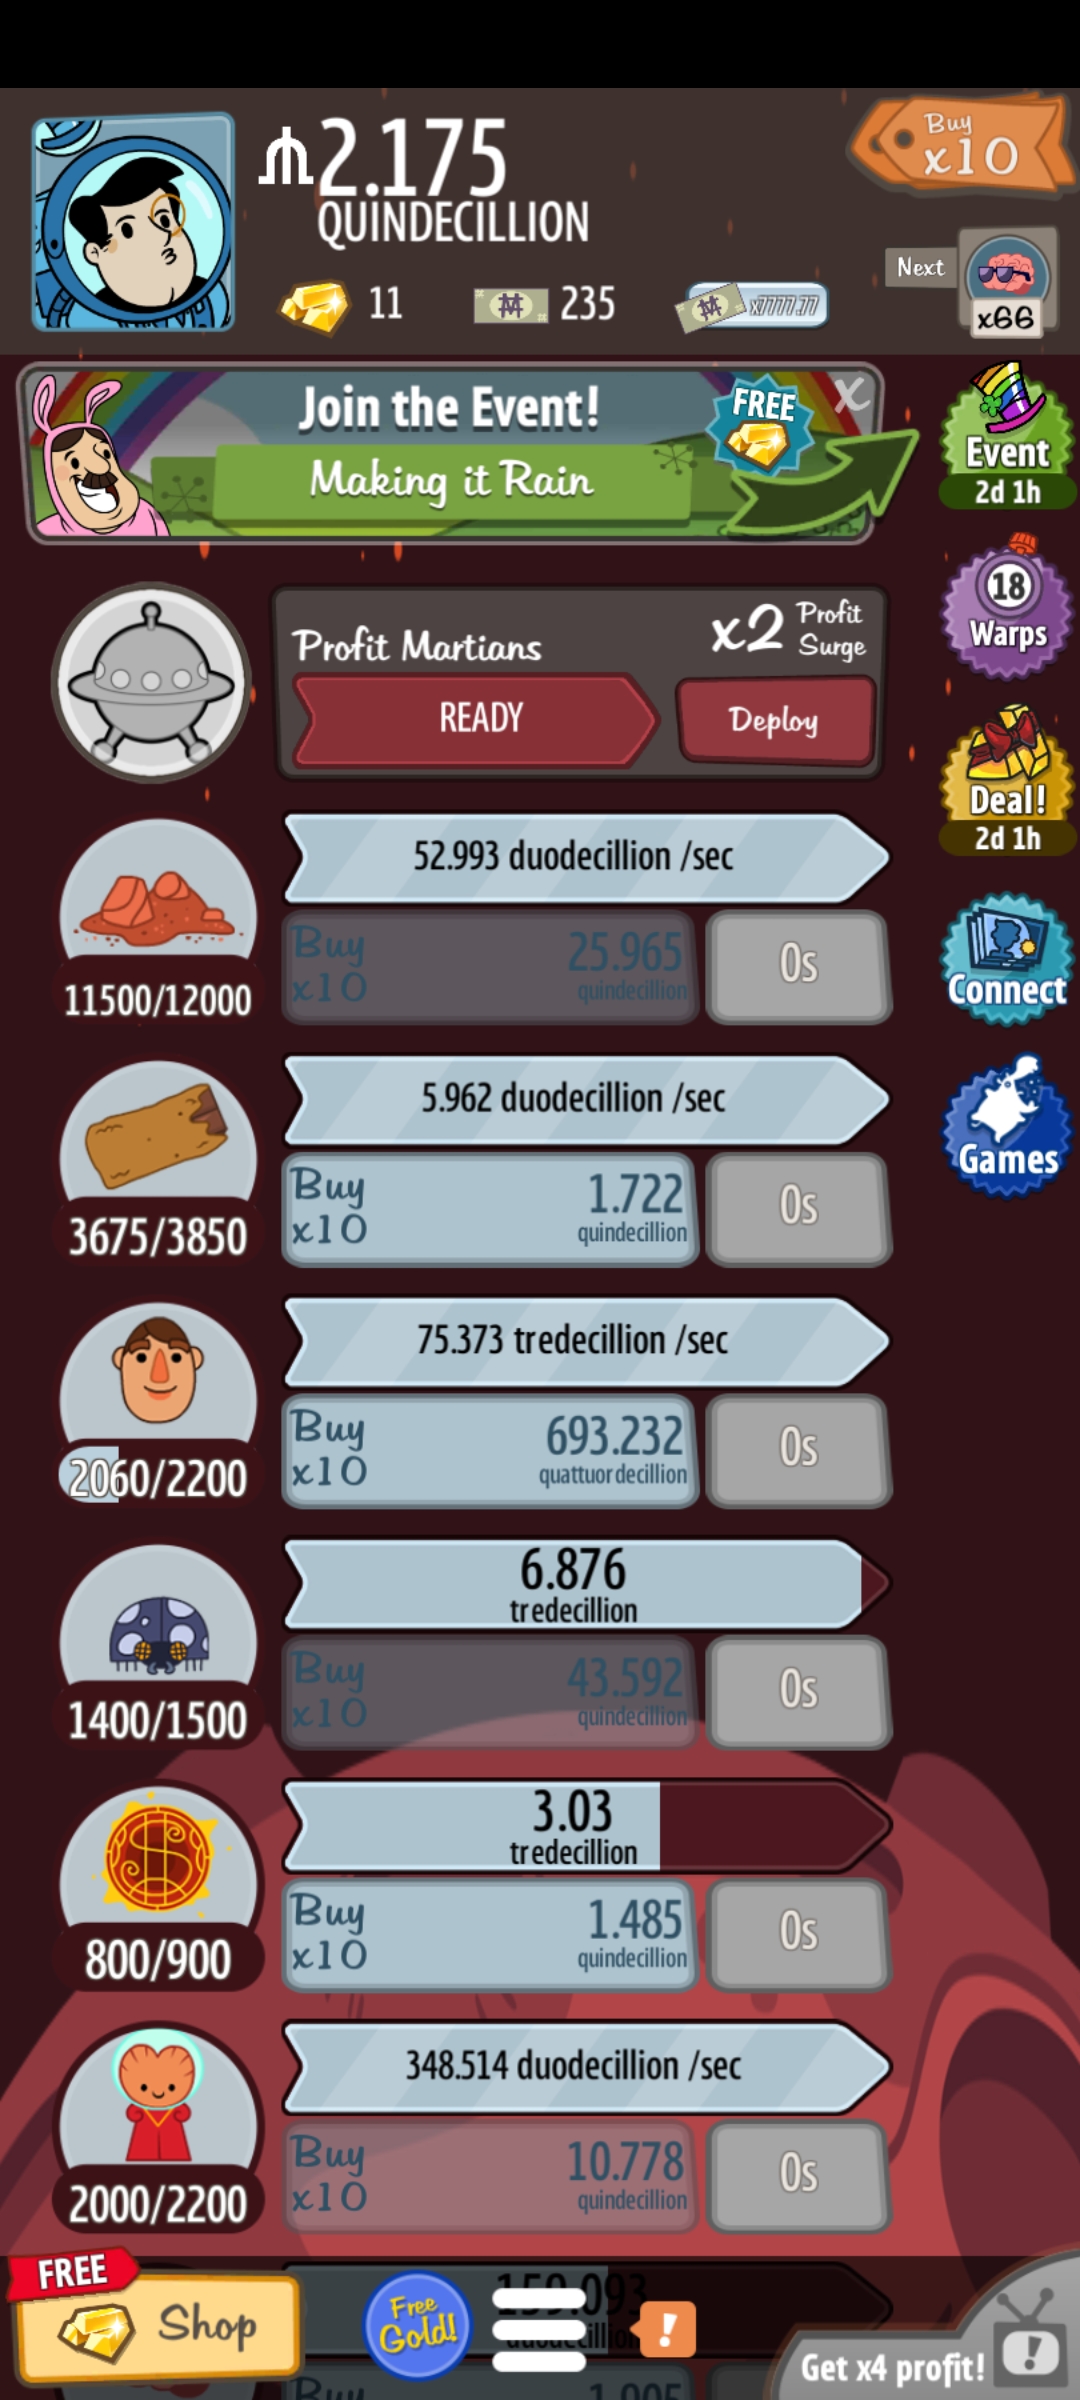 2.175
QUINDECILLION
Buy
x10
11
235
x7777.77
Next
x66
Join the Event!
Making it Rain
FREE
X
Event
2d 1h
18
Warps
Profit Martians
x2 Profit
Surge
READY
Deploy
Deal!
2d 1h
52.993 duodecillion /sec
11500/12000
Buy
x10
25.965
quindecillion
0s
Connect
5.962 duodecillion /sec
3675/3850
Buy
x10
1.722
quindecillion
0s
Games
75.373 tredecillion /sec
2060/2200
Buy
x10
693.232
quattuordecillion
0s
6.876
tredecillion
1400/1500
Buy
x10
43.592
quindecillion
0s
3.03
tredecillion
800/900
Buy
x10
1.485
quindecillion
0s
348.514 duodecillion /sec
2000/2200
Buy
x10
10.778
quindecillion
0s
FREE
Shop
Free
Gold!
159.093
!
Get x4 profit!
!
Buy